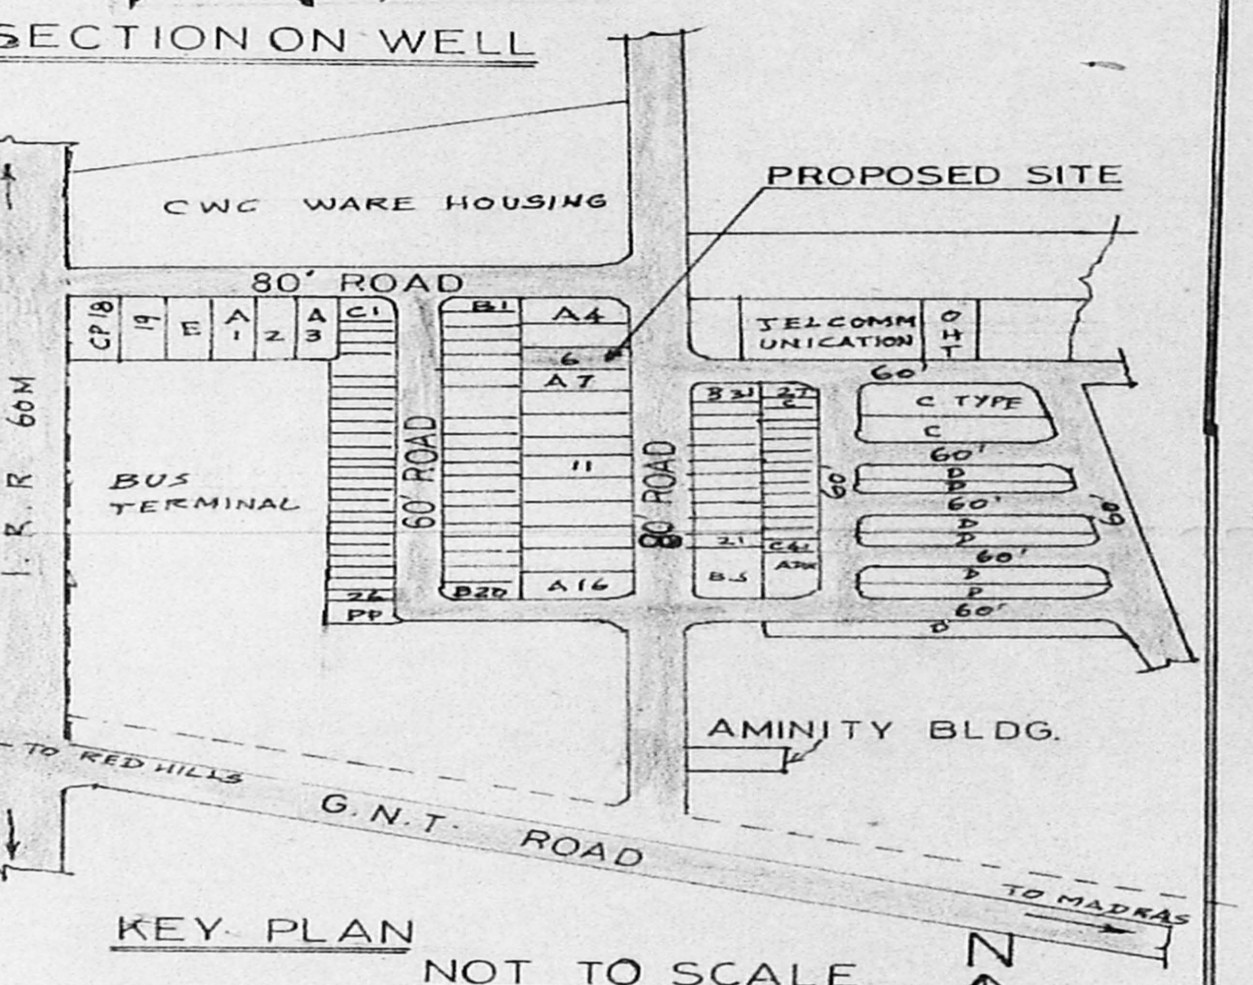 SECTION ON WELL
PROPOSED SITE
CWC WARE HOUSING
80' ROAD
CP 18
19
E
A 1
2
A 3
C1
B1
A4
6
A7
11
A16
B20
26
PP
60' ROAD
80' ROAD
I. R. R 60M
BUS
TERMINAL
TELCOMM
UNICATION
OHT
60'
B 31
27
C
21
B.S
C TYPE
C
60'
D
D
60'
D
P
60'
D
P
60'
D
60'
60'
AMINITY BLDG.
TO RED HILLS
G.N.T. ROAD
TO MADRAS
KEY PLAN
NOT TO SCALE
N